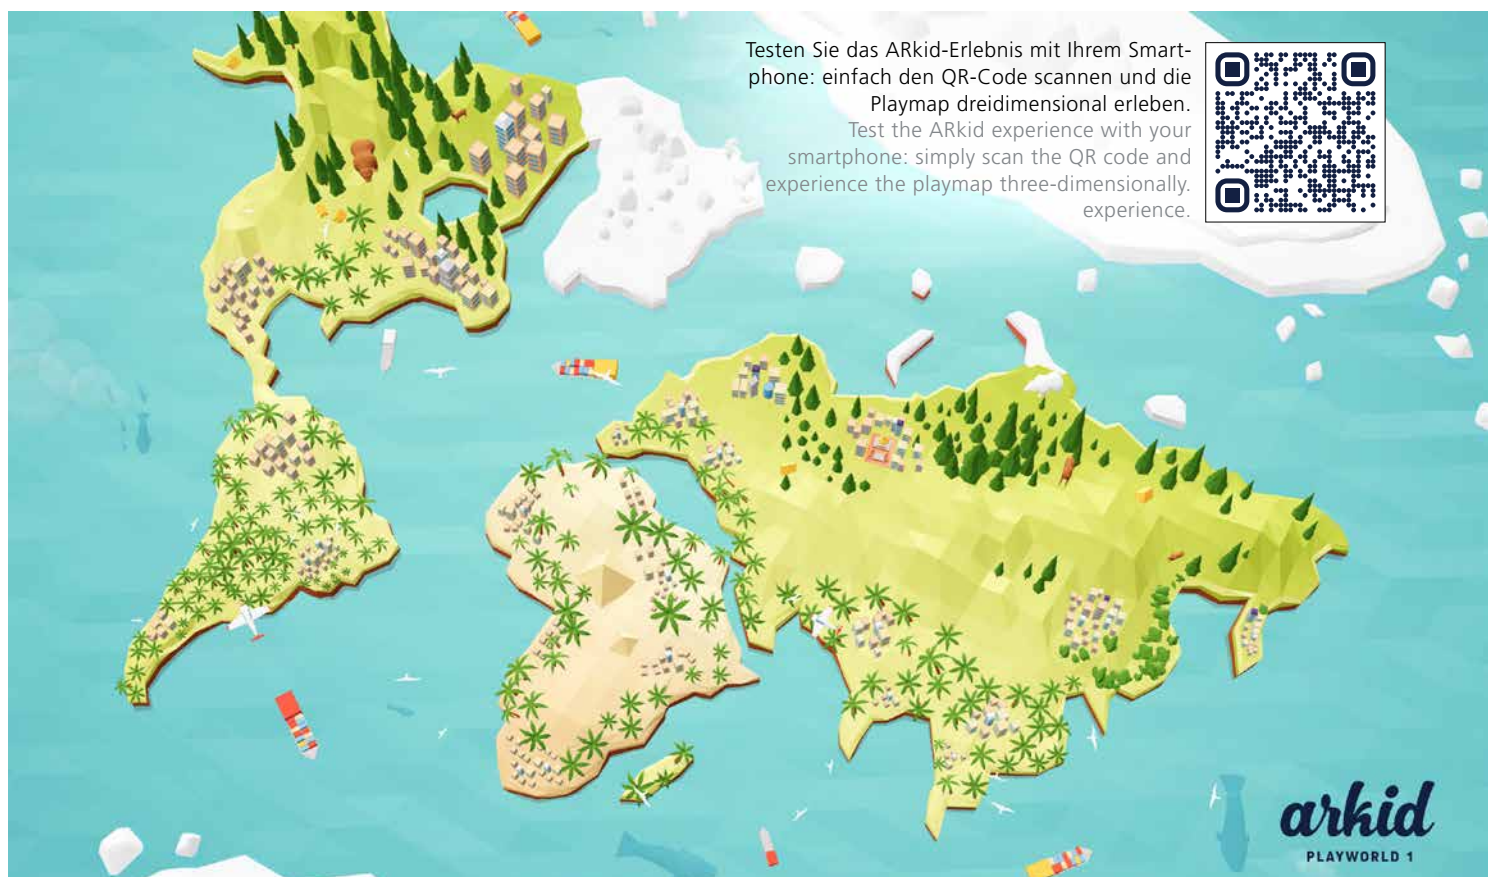 Testen Sie das ARkid-Erlebnis mit Ihrem Smart-
phone: einfach den QR-Code scannen und die
Playmap dreidimensional erleben.
Test the ARkid experience with your
smartphone: simply scan the QR code and
experience the playmap three-dimensionally.
experience.
arkid
PLAYWORLD 1